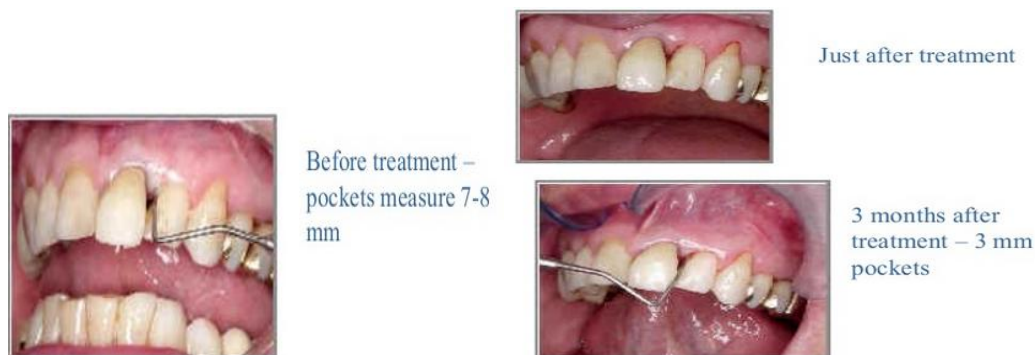 Just after treatment
Before treatment –
pockets measure 7-8
mm
3 months after
treatment – 3 mm
pockets